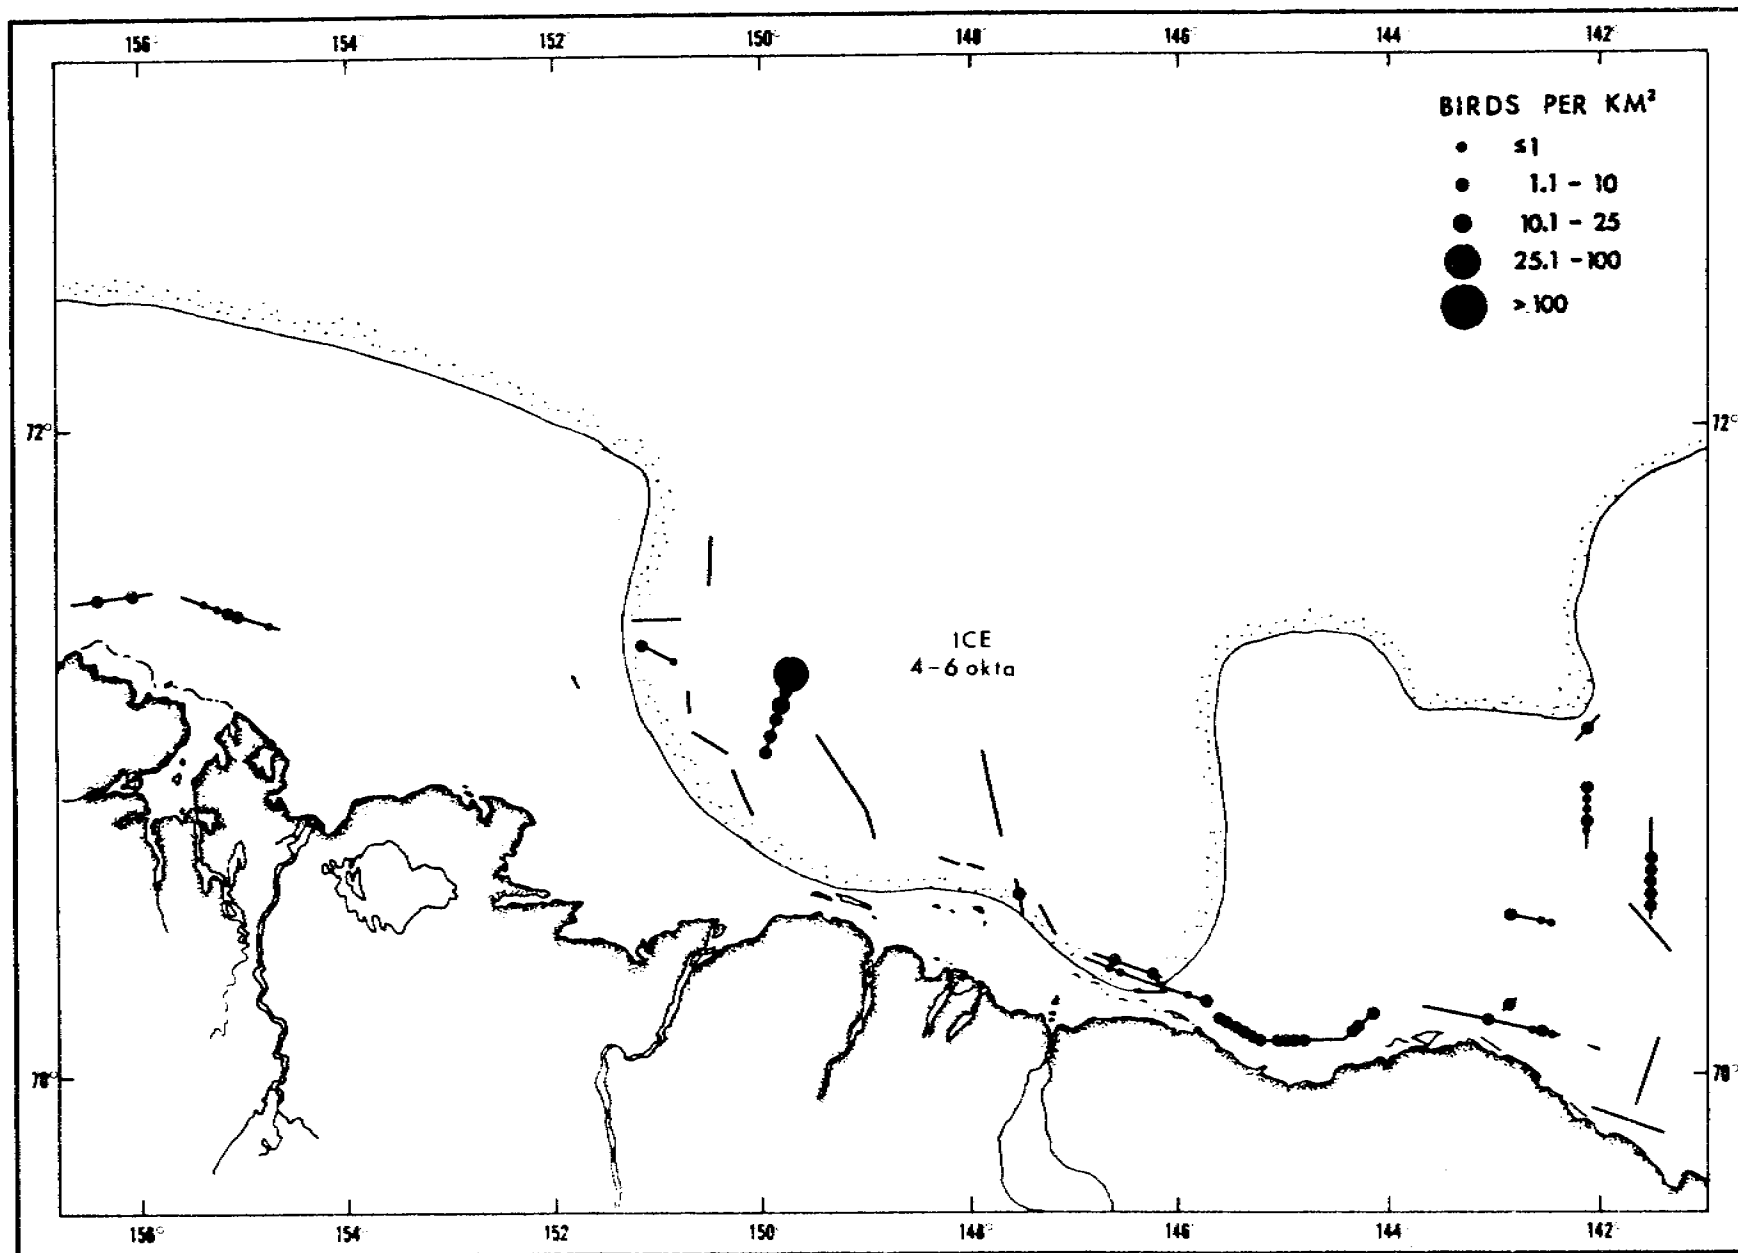 156° 154° 152° 150° 148° 146° 144 142°
BIRDS PER KM²
≤1
1.1 - 10
10.1 - 25
25.1 - 100
>100
72° 72°
ICE
4-6 okta
70° 70°
156° 154° 152 150° 148° 146° 144 142°